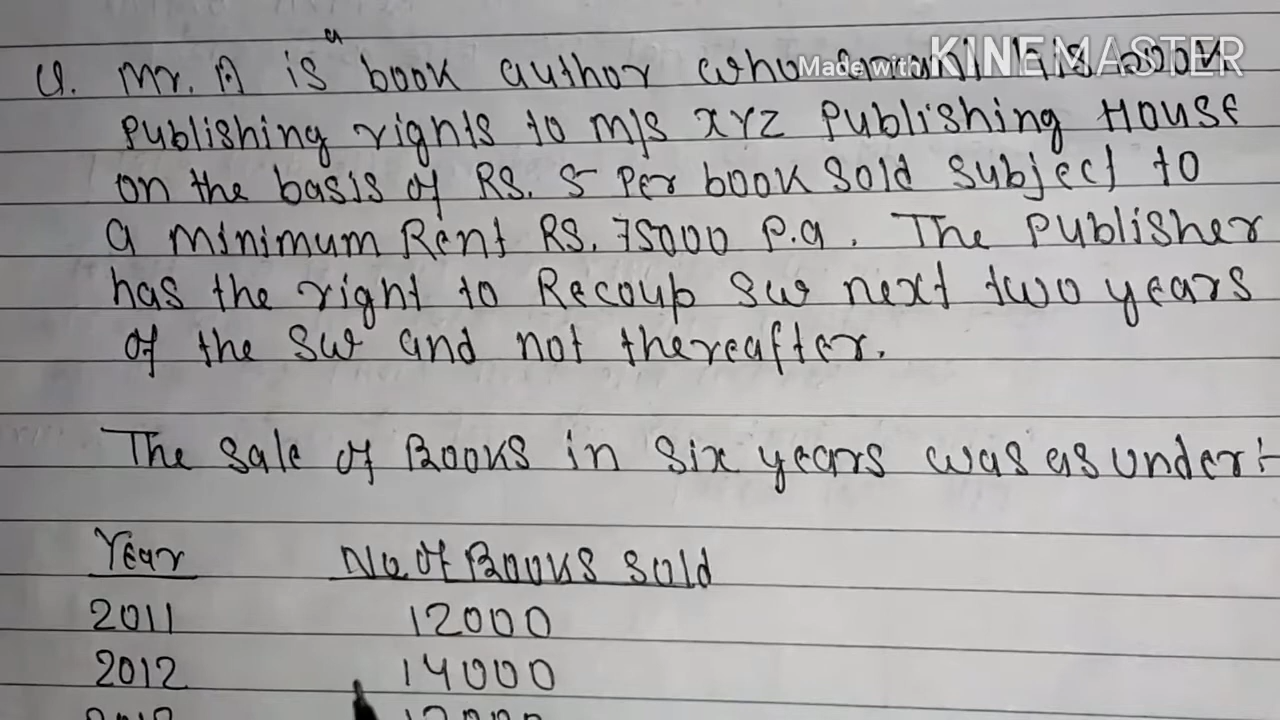 Q. Mr. A is a book author who his book
Made with KINEMASTER
Publishing rights to M/s XYZ Publishing House
on the basis of RS. 5 Per book sold subject to
a minimum Rent RS. 75000 P.a. The Publisher
has the right to Recoup sw next two years
of the sw and not thereafter.
The sale of Books in six years was as under:-
Year No. of Books sold
2011 12000
2012 14000